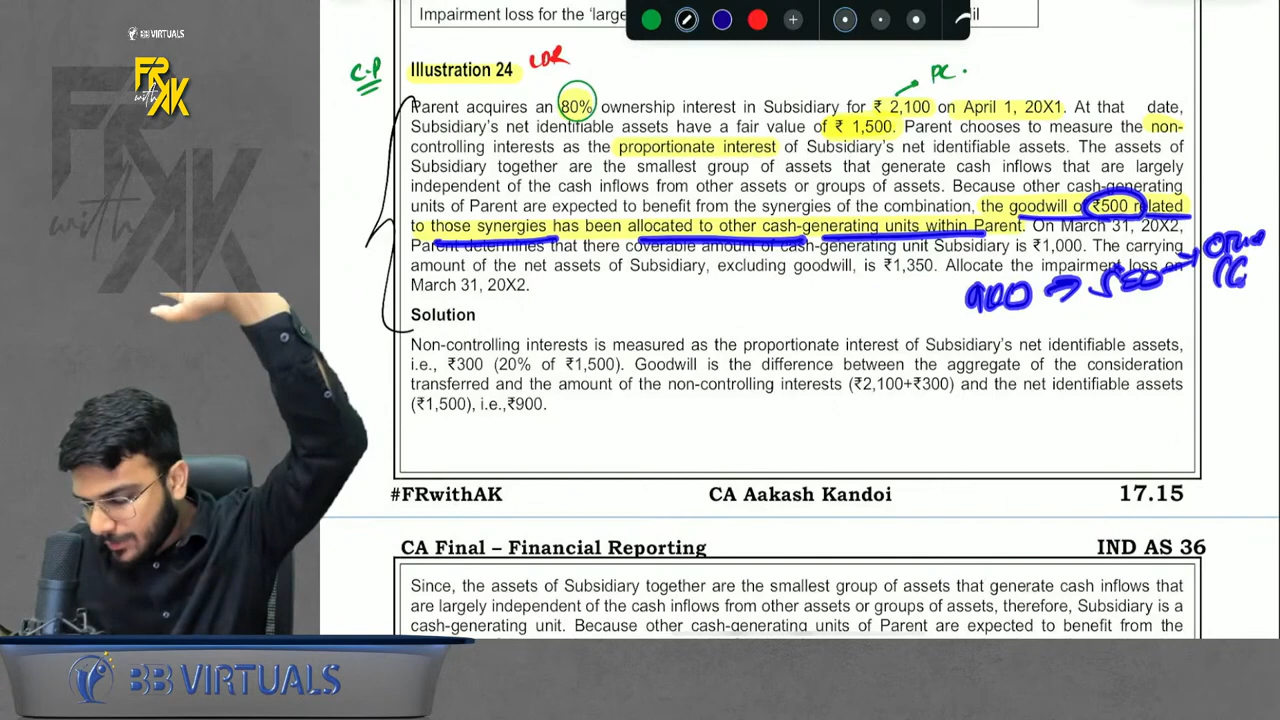 Impairment loss for the 'large
il
BB VIRTUALS
FR
with
AK
C.P
Illustration 24
PC.
Parent acquires an 80% ownership interest in Subsidiary for ₹ 2,100 on April 1, 20X1. At that date,
Subsidiary's net identifiable assets have a fair value of ₹ 1,500. Parent chooses to measure the non-
controlling interests as the proportionate interest of Subsidiary's net identifiable assets. The assets of
Subsidiary together are the smallest group of assets that generate cash inflows that are largely
independent of the cash inflows from other assets or groups of assets. Because other cash-generating
units of Parent are expected to benefit from the synergies of the combination, the goodwill of ₹500 related
to those synergies has been allocated to other cash-generating units within Parent. On March 31, 20X2,
Parent determines that there coverable amount of cash-generating unit Subsidiary is ₹1,000. The carrying
amount of the net assets of Subsidiary, excluding goodwill, is ₹1,350. Allocate the impairment loss on
March 31, 20X2.
900 → 500 →
Solution
Non-controlling interests is measured as the proportionate interest of Subsidiary's net identifiable assets,
i.e., ₹300 (20% of ₹1,500). Goodwill is the difference between the aggregate of the consideration
transferred and the amount of the non-controlling interests (₹2,100+₹300) and the net identifiable assets
(₹1,500), i.e.,₹900.
#FRwithAK CA Aakash Kandoi 17.15
CA Final – Financial Reporting IND AS 36
Since, the assets of Subsidiary together are the smallest group of assets that generate cash inflows that
are largely independent of the cash inflows from other assets or groups of assets, therefore, Subsidiary is a
cash-generating unit. Because other cash-generating units of Parent are expected to benefit from the
BB VIRTUALS